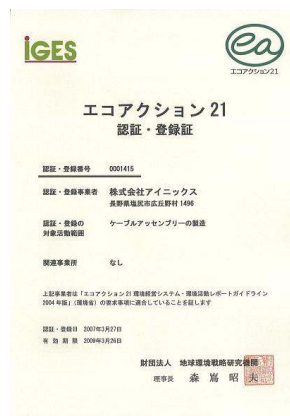 IGES
ea
エコアクション21
エコアクション21
認証・登録証
認証・登録番号 0001415
認証・登録事業者 株式会社アイニックス
長野県塩尻市広丘野村1496
認証・登録の ケーブルアッセンブリーの製造
対象活動範囲
関連事業所 なし
上記事業者は「エコアクション21環境経営システム・環境活動レポートガイドライン
2004年版」(環境省)の要求事項に適合していることを証します
認証・登録日 2007年3月27日
有効期限 2009年3月26日
財団法人 地球環境戦略研究機関
理事長 森嶌昭夫